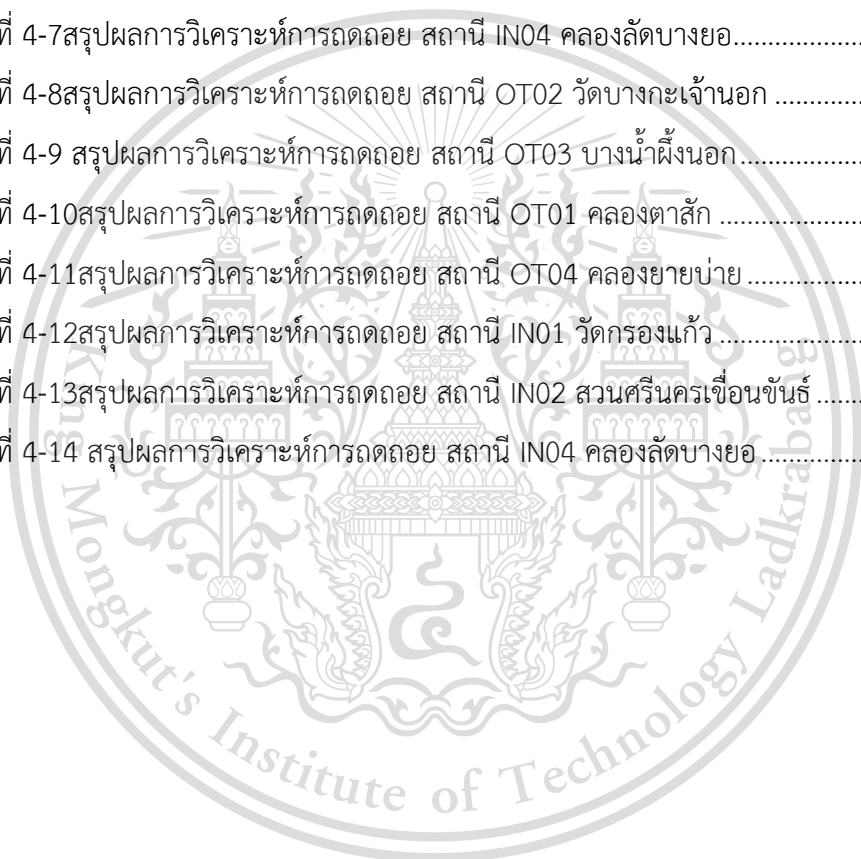 ที่ 4-7สรุปผลการวิเคราะห์การถดถอย สถานี IN04 คลองลัดบางยอ...................
ที่ 4-8สรุปผลการวิเคราะห์การถดถอย สถานี OT02 วัดบางกะเจ้านอก ..............
ที่ 4-9 สรุปผลการวิเคราะห์การถดถอย สถานี OT03 บางน้ำผึ้งนอก..................
ที่ 4-10สรุปผลการวิเคราะห์การถดถอย สถานี OT01 คลองตาสัก .....................
ที่ 4-11สรุปผลการวิเคราะห์การถดถอย สถานี OT04 คลองยายบ่าย .................
ที่ 4-12สรุปผลการวิเคราะห์การถดถอย สถานี IN01 วัดกรองแก้ว .....................
ที่ 4-13สรุปผลการวิเคราะห์การถดถอย สถานี IN02 สวนศรีนครเขื่อนขันธ์ .......
ที่ 4-14 สรุปผลการวิเคราะห์การถดถอย สถานี IN04 คลองลัดบางยอ ...............
King Mongkut's Institute of Technology Ladkrabang